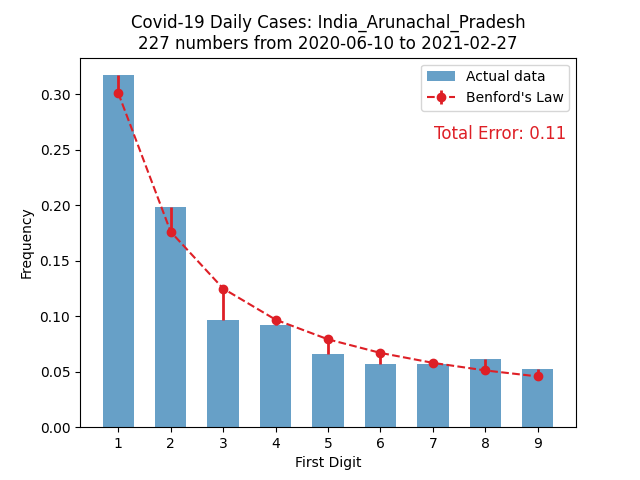 Covid-19 Daily Cases: India_Arunachal_Pradesh
227 numbers from 2020-06-10 to 2021-02-27
Actual data
Benford's Law
Total Error: 0.11
Frequency
0.30
0.25
0.20
0.15
0.10
0.05
0.00
1 2 3 4 5 6 7 8 9
First Digit